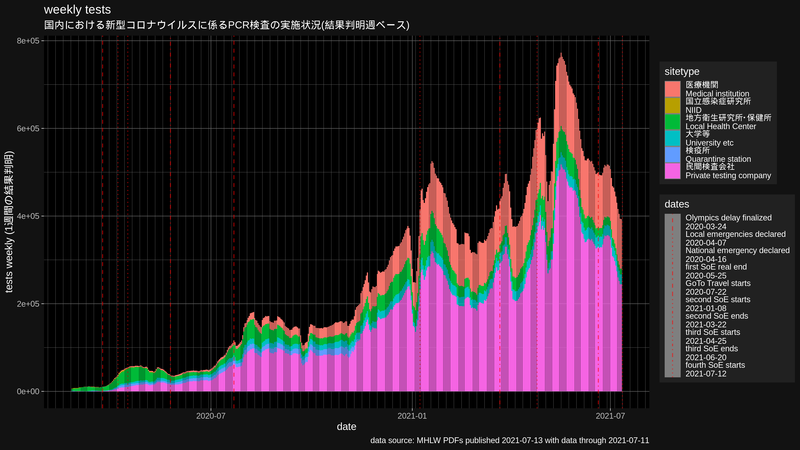 weekly tests
国内における新型コロナウイルスに係るPCR検査の実施状況(結果判明週ベース)
8e+05
6e+05
4e+05
2e+05
0e+00
tests weekly (1週間の結果判明)
2020-07
2021-01
2021-07
date
data source: MHLW PDFs published 2021-07-13 with data through 2021-07-11
sitetype
医療機関
Medical institution
国立感染症研究所
NIID
地方衛生研究所・保健所
Local Health Center
大学等
University etc
検疫所
Quarantine station
民間検査会社
Private testing company
dates
Olympics delay finalized
2020-03-24
Local emergencies declared
2020-04-07
National emergency declared
2020-04-16
first SoE real end
2020-05-25
GoTo Travel starts
2020-07-22
second SoE starts
2021-01-08
second SoE ends
2021-03-22
third SoE starts
2021-04-25
third SoE ends
2021-06-20
fourth SoE starts
2021-07-12